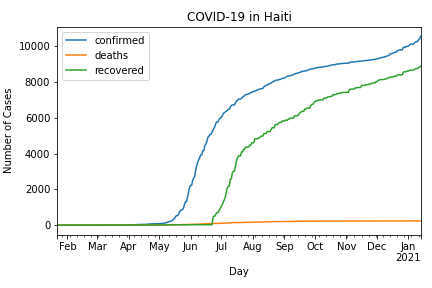 COVID-19 in Haiti
confirmed
deaths
recovered
Number of Cases
10000
8000
6000
4000
2000
0
Feb Mar Apr May Jun Jul Aug Sep Oct Nov Dec Jan
2021
Day